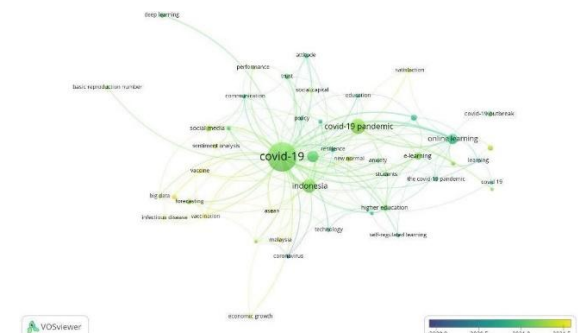 deep learning
attitude
performance
satisfaction
trust
basic reproduction number
social capital
communication
education
policy
covid-19 outbreak
social media
covid-19 pandemic
online learning
sentiment analysis
resilience
covid-19
new normal
anxiety
e-learning
learning
vaccine
students
the covid-19 pandemic
covid 19
indonesia
big data
forecasting
higher education
infectious disease
vaccination
asean
technology
self-regulated learning
malaysia
coronavirus
economic growth
VOSviewer